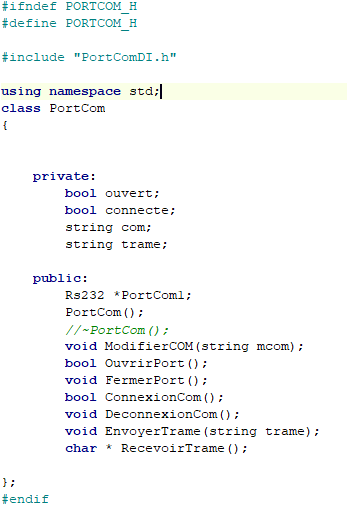 #ifndef PORTCOM_H
#define PORTCOM_H
#include "PortComDI.h"
using namespace std;
class PortCom
{
private:
bool ouvert;
bool connecte;
string com;
string trame;
public:
Rs232 *PortCom1;
PortCom();
//~PortCom();
void ModifierCOM(string mcom);
bool OuvrirPort();
void FermerPort();
bool ConnexionCom();
void DeconnexionCom();
void EnvoyerTrame(string trame);
char * RecevoirTrame();
};
#endif